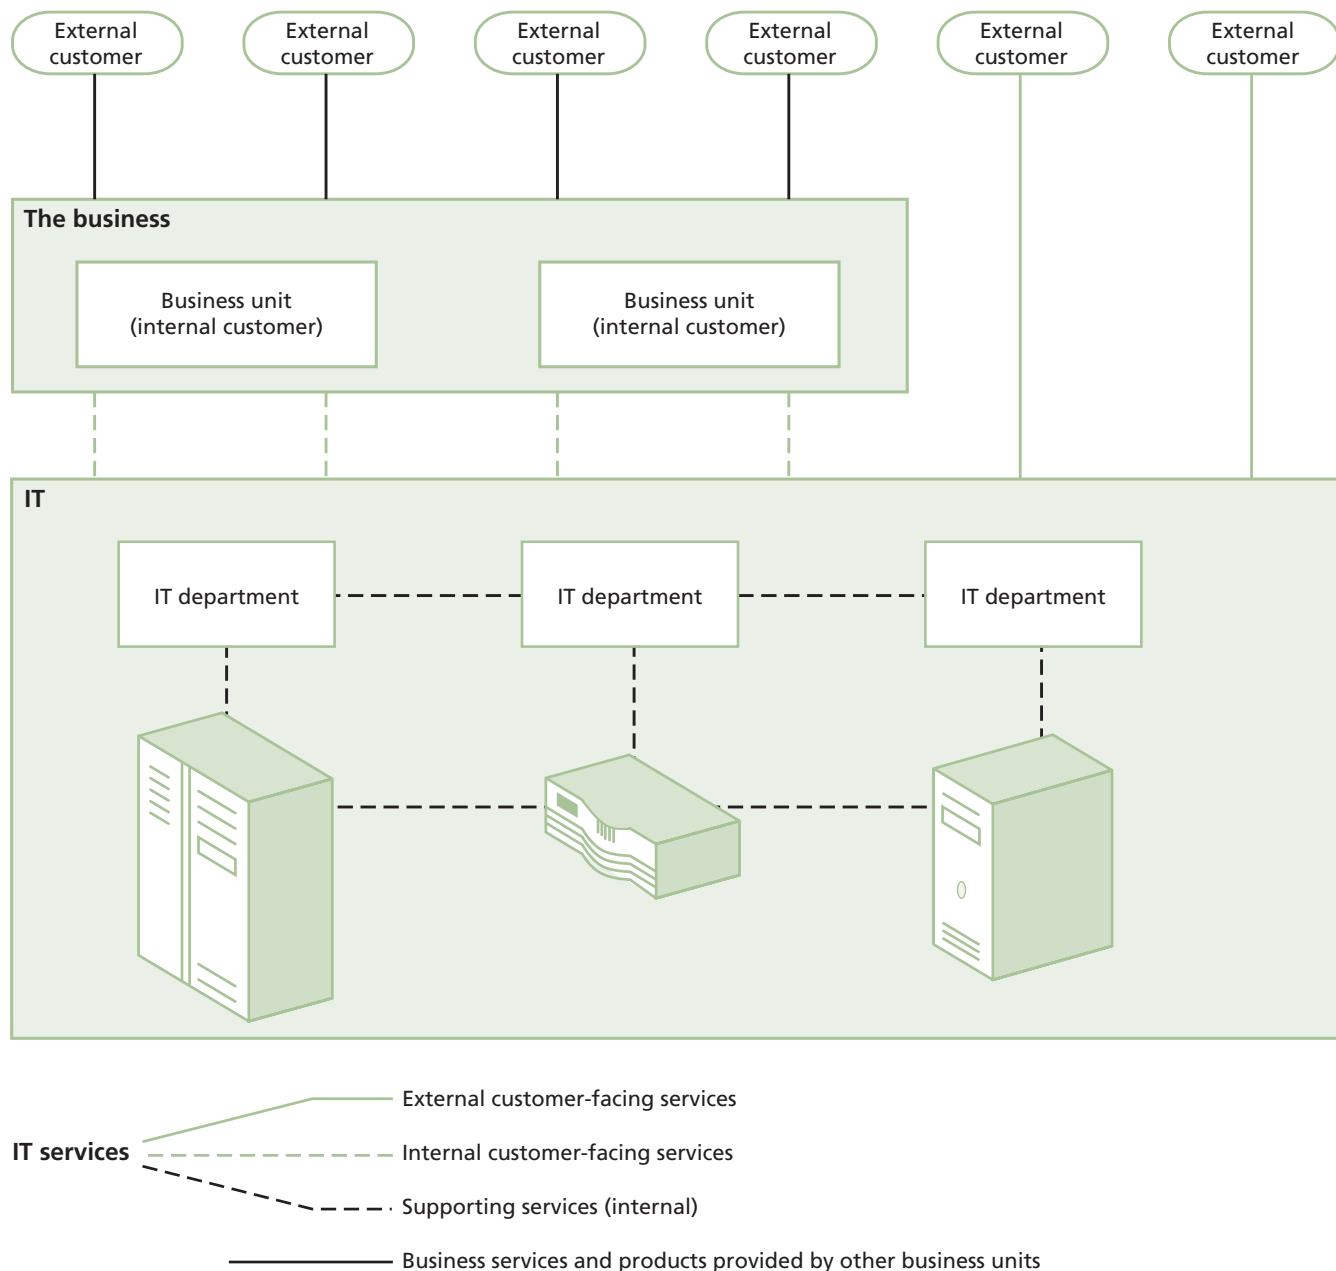 External
customer
External
customer
External
customer
External
customer
External
customer
External
customer
The business
Business unit
(internal customer)
Business unit
(internal customer)
IT
IT department
IT department
IT department
IT services
External customer-facing services
Internal customer-facing services
Supporting services (internal)
Business services and products provided by other business units